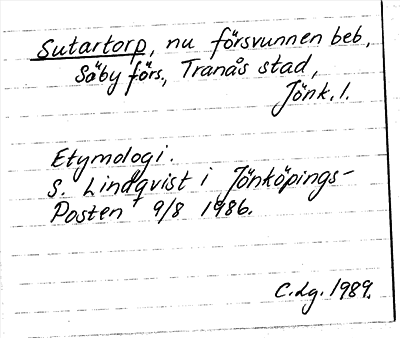 Sutartorp, nu försvunnen beb,
Säby förs., Tranås stad,
Jönk. l.
Etymologi.
S. Lindqvist i Jönköpings-
Posten 9/8 1986.
C.dg. 1989.